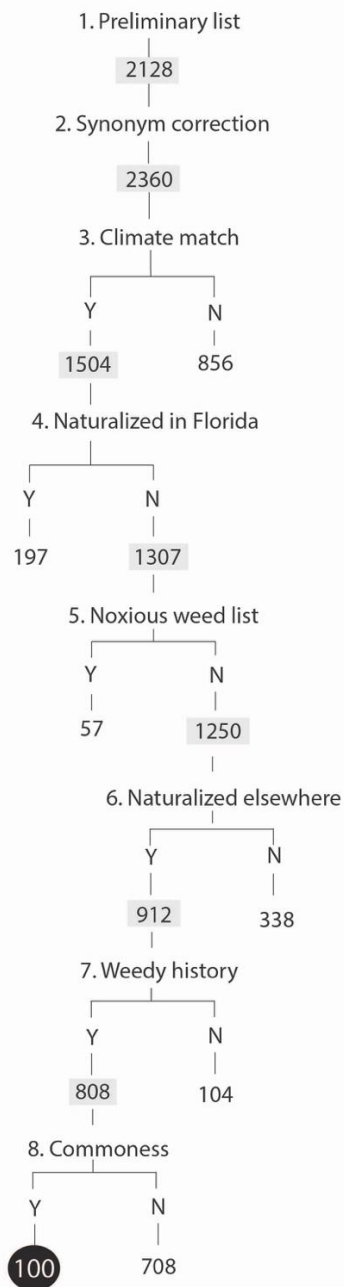 1. Preliminary list
2128
2. Synonym correction
2360
3. Climate match
Y N
1504 856
4. Naturalized in Florida
Y N
197 1307
5. Noxious weed list
Y N
57 1250
6. Naturalized elsewhere
Y N
912 338
7. Weedy history
Y N
808 104
8. Commoness
Y N
100 708